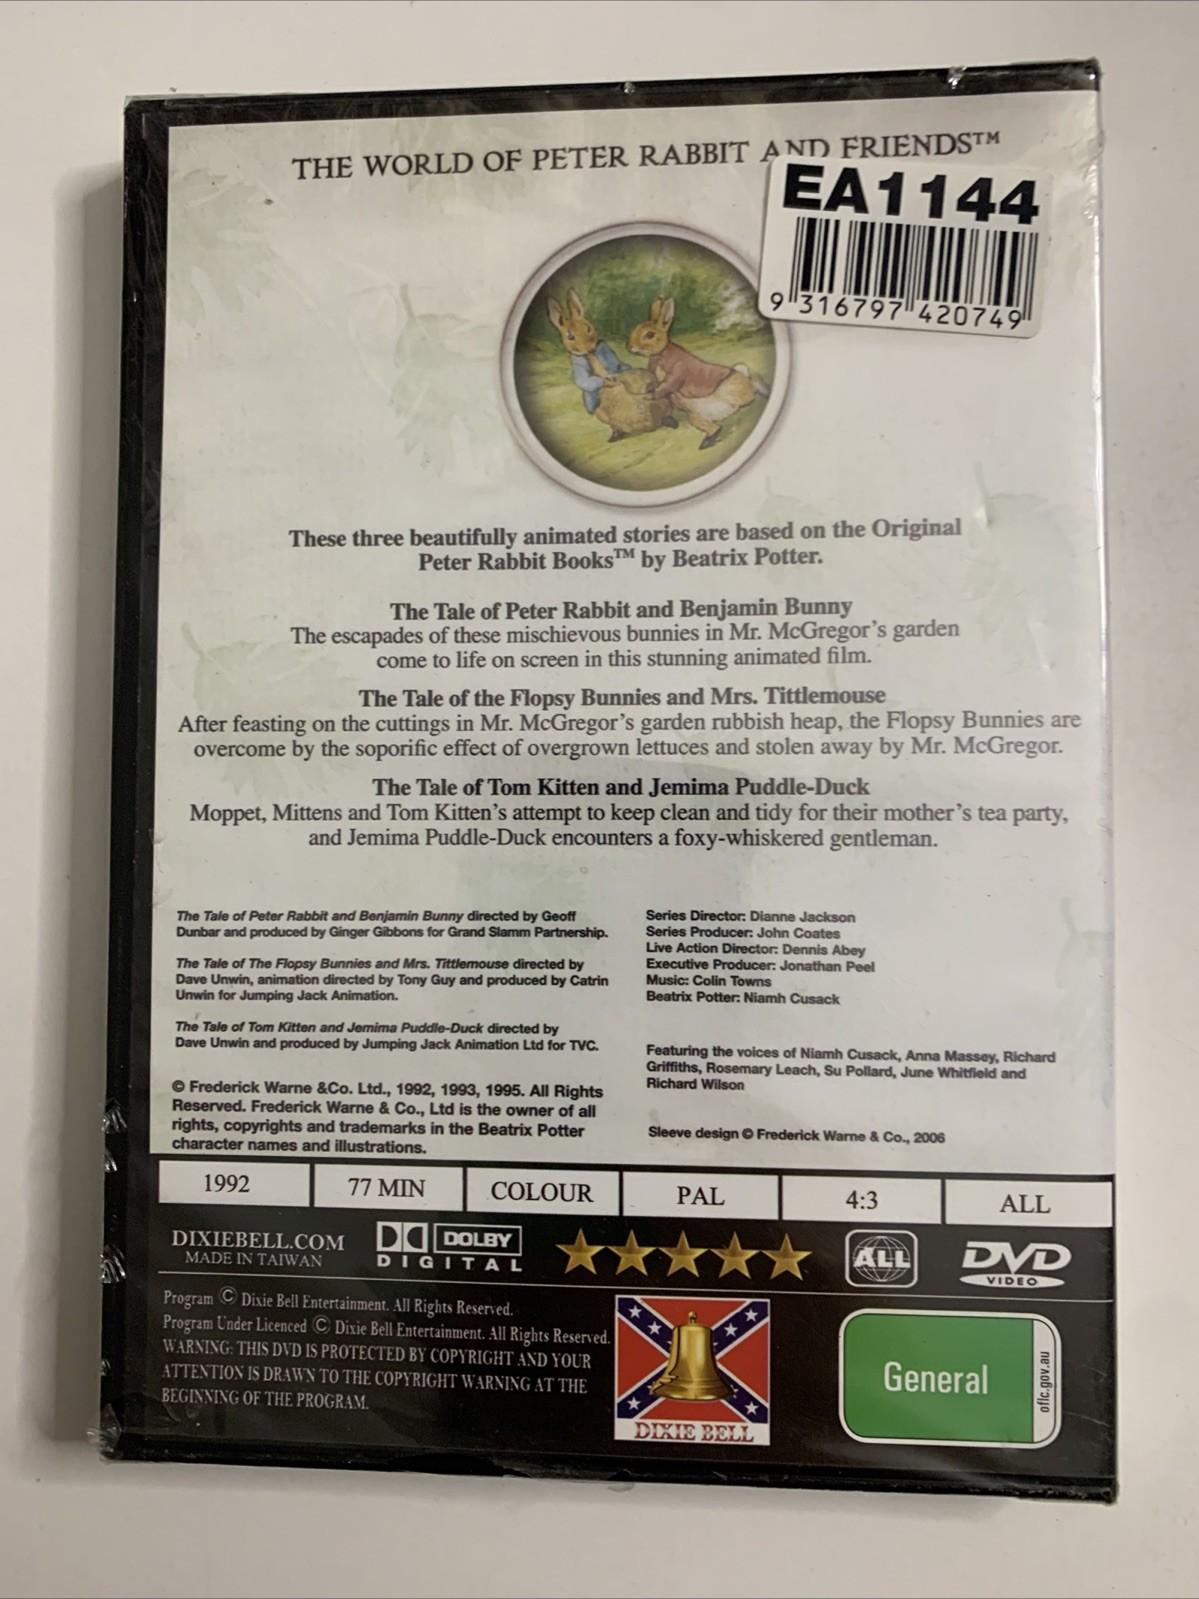 THE WORLD OF PETER RABBIT AND FRIENDS™
EA1144
9 316797 420749
These three beautifully animated stories are based on the Original
Peter Rabbit Books™ by Beatrix Potter.
The Tale of Peter Rabbit and Benjamin Bunny
The escapades of these mischievous bunnies in Mr. McGregor's garden
come to life on screen in this stunning animated film.
The Tale of the Flopsy Bunnies and Mrs. Tittlemouse
After feasting on the cuttings in Mr. McGregor's garden rubbish heap, the Flopsy Bunnies are
overcome by the soporific effect of overgrown lettuces and stolen away by Mr. McGregor.
The Tale of Tom Kitten and Jemima Puddle-Duck
Moppet, Mittens and Tom Kitten's attempt to keep clean and tidy for their mother's tea party,
and Jemima Puddle-Duck encounters a foxy-whiskered gentleman.
The Tale of Peter Rabbit and Benjamin Bunny directed by Geoff
Dunbar and produced by Ginger Gibbons for Grand Slamm Partnership.
The Tale of The Flopsy Bunnies and Mrs. Tittlemouse directed by
Dave Unwin, animation directed by Tony Guy and produced by Catrin
Unwin for Jumping Jack Animation.
The Tale of Tom Kitten and Jemima Puddle-Duck directed by
Dave Unwin and produced by Jumping Jack Animation Ltd for TVC.
© Frederick Warne &Co. Ltd., 1992, 1993, 1995. All Rights
Reserved. Frederick Warne & Co., Ltd is the owner of all
rights, copyrights and trademarks in the Beatrix Potter
character names and illustrations.
Series Director: Dianne Jackson
Series Producer: John Coates
Live Action Director: Dennis Abey
Executive Producer: Jonathan Peel
Music: Colin Towns
Beatrix Potter: Niamh Cusack
Featuring the voices of Niamh Cusack, Anna Massey, Richard
Griffiths, Rosemary Leach, Su Pollard, June Whitfield and
Richard Wilson
Sleeve design © Frederick Warne & Co., 2006
1992 77 MIN COLOUR PAL 4:3 ALL
DIXIEBELL.COM
MADE IN TAIWAN
DOLBY
DIGITAL
ALL
DVD
VIDEO
Program © Dixie Bell Entertainment. All Rights Reserved.
Program Under Licenced © Dixie Bell Entertainment. All Rights Reserved.
WARNING: THIS DVD IS PROTECTED BY COPYRIGHT AND YOUR
ATTENTION IS DRAWN TO THE COPYRIGHT WARNING AT THE
BEGINNING OF THE PROGRAM.
DIXIE BELL
General
oflc.gov.au